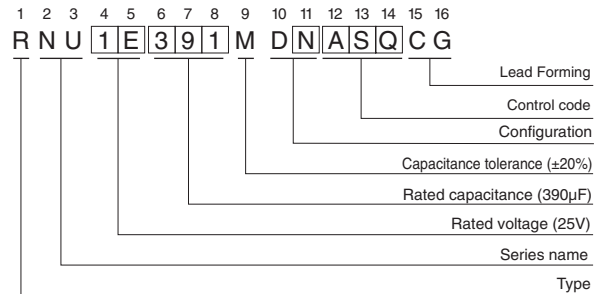 1 2 3 4 5 6 7 8 9 10 11 12 13 14 15 16
R N U 1 E 3 9 1 M D N A S Q C G
Lead Forming
Control code
Configuration
Capacitance tolerance (±20%)
Rated capacitance (390µF)
Rated voltage (25V)
Series name
Type